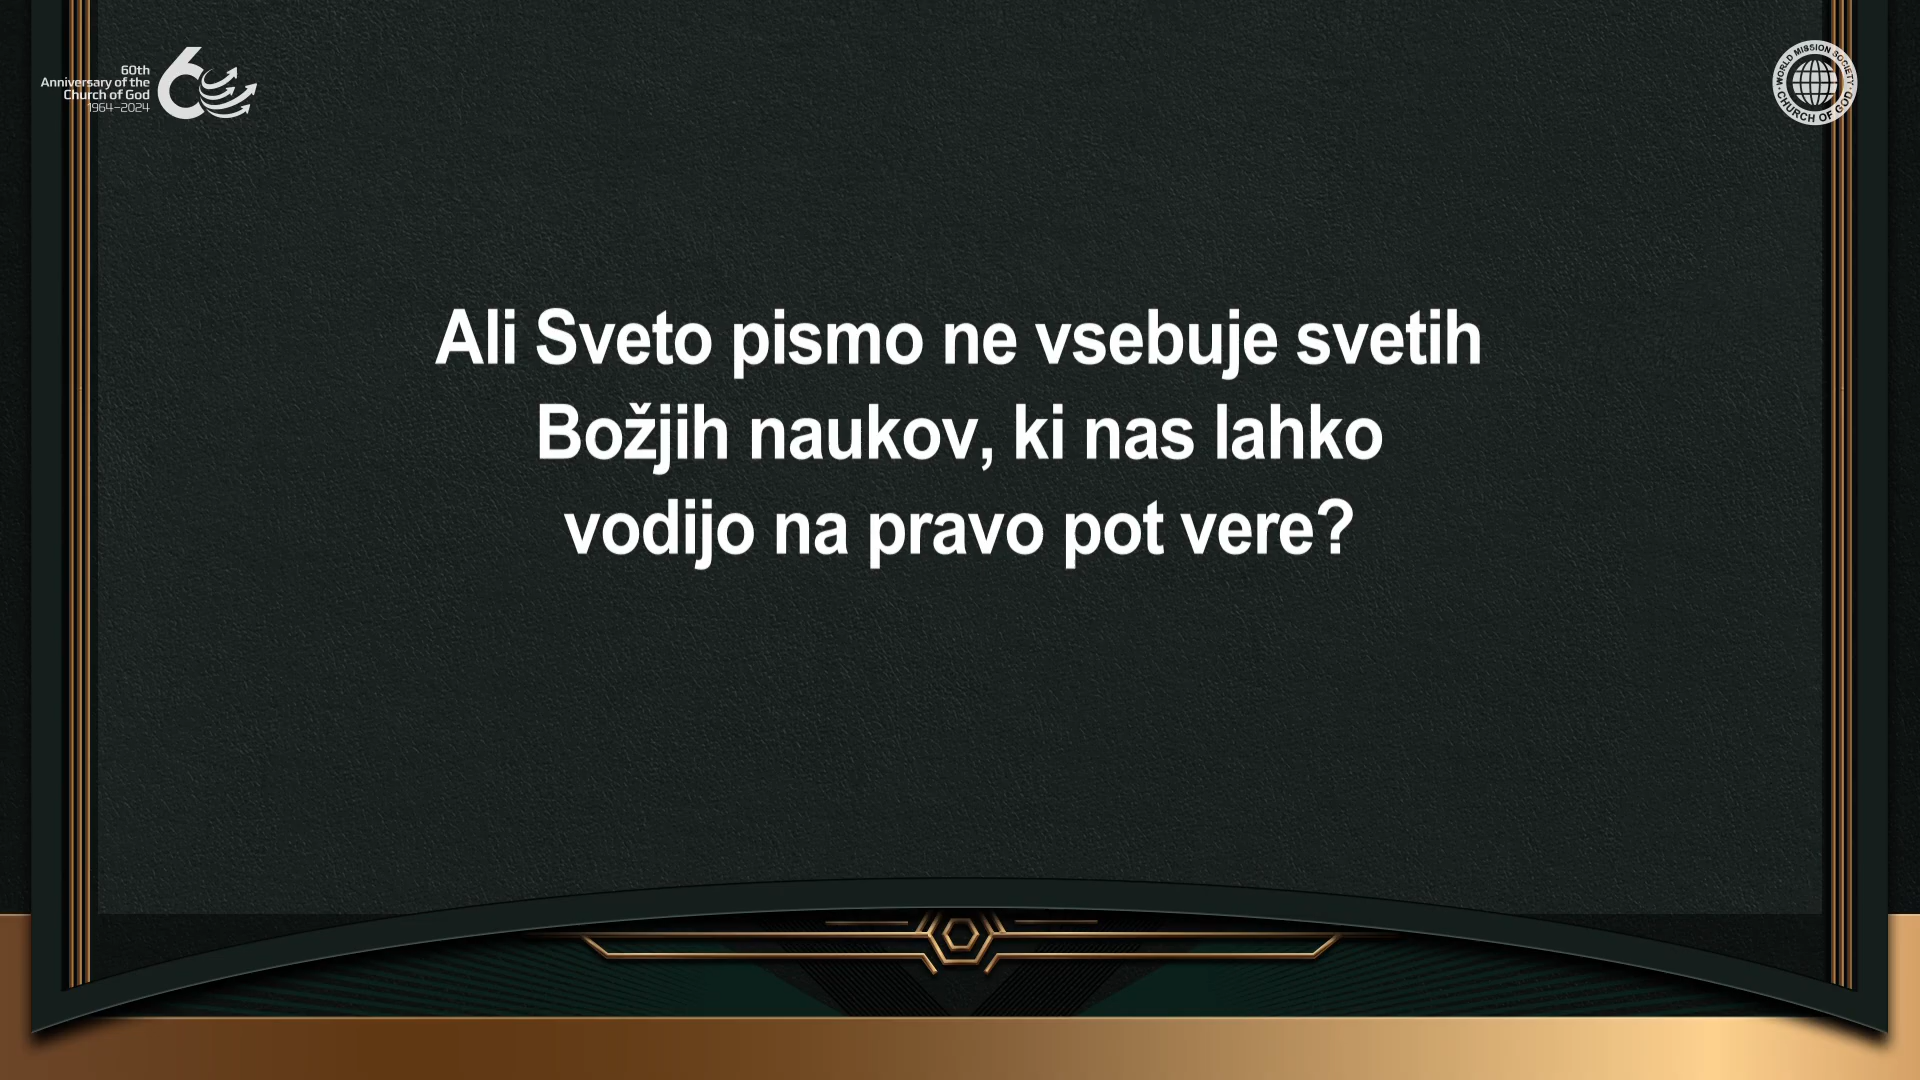 60th
Anniversary of the
Church of God
1964–2024
WORLD MISSION SOCIETY
CHURCH OF GOD
Ali Sveto pismo ne vsebuje svetih
Božjih naukov, ki nas lahko
vodijo na pravo pot vere?